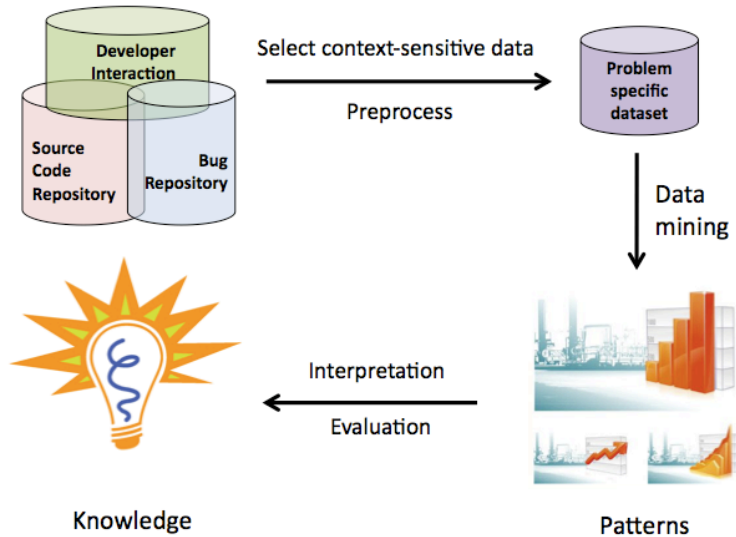 Developer
Interaction
Source
Code
Repository
Bug
Repository
Select context-sensitive data
Preprocess
Problem
specific
dataset
Data
mining
Interpretation
Evaluation
Knowledge
Patterns